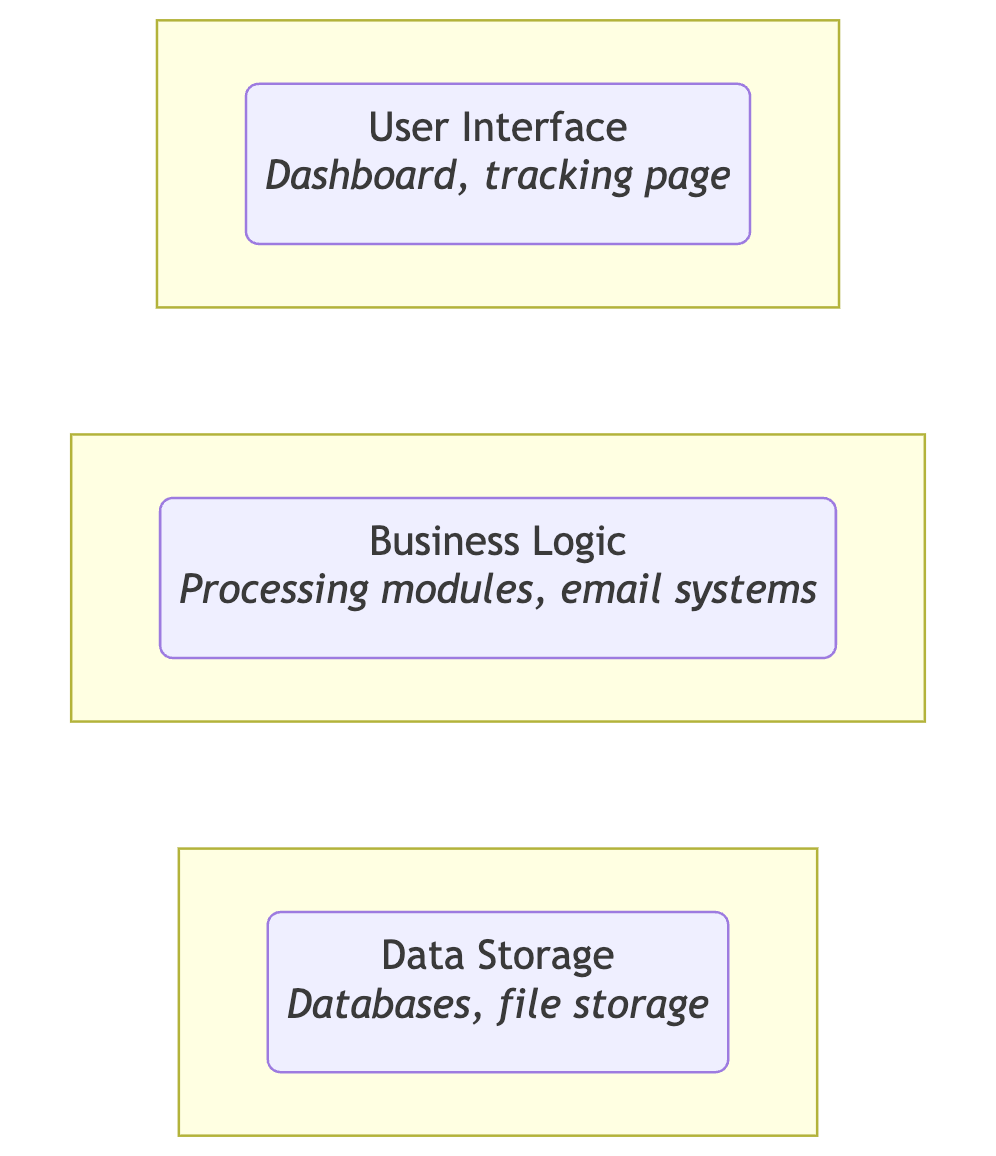 User Interface
Dashboard, tracking page
Business Logic
Processing modules, email systems
Data Storage
Databases, file storage